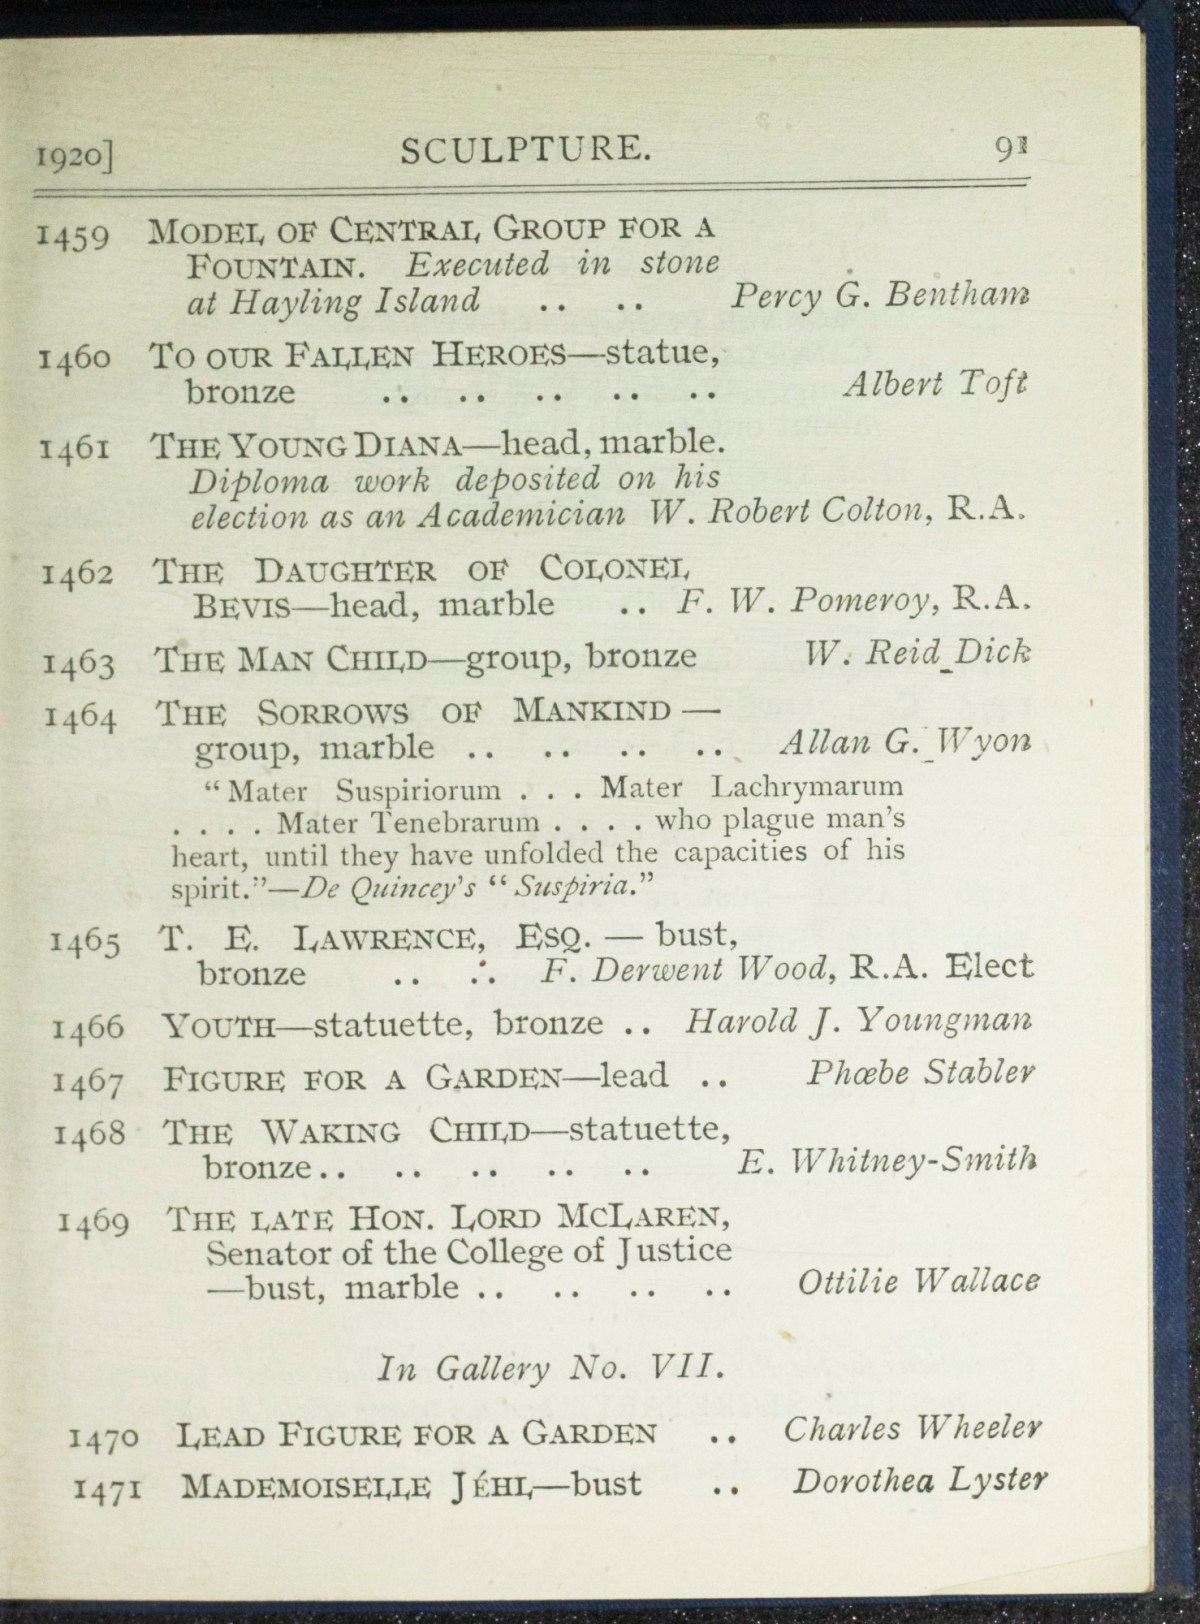 1920] SCULPTURE. 91
1459 MODEL OF CENTRAL GROUP FOR A
FOUNTAIN. Executed in stone
at Hayling Island .. .. Percy G. Bentham
1460 TO OUR FALLEN HEROES—statue,
bronze .. .. .. .. .. Albert Toft
1461 THE YOUNG DIANA—head, marble.
Diploma work deposited on his
election as an Academician W. Robert Colton, R.A.
1462 THE DAUGHTER OF COLONEL
BEVIS—head, marble .. F. W. Pomeroy, R.A.
1463 THE MAN CHILD—group, bronze W. Reid Dick
1464 THE SORROWS OF MANKIND —
group, marble .. .. .. .. Allan G. Wyon
“Mater Suspiriorum . . . Mater Lachrymarum
. . . . Mater Tenebrarum . . . . who plague man's
heart, until they have unfolded the capacities of his
spirit.”—De Quincey's “Suspiria.”
1465 T. E. LAWRENCE, ESQ. — bust,
bronze .. .. F. Derwent Wood, R.A. Elect
1466 YOUTH—statuette, bronze .. Harold J. Youngman
1467 FIGURE FOR A GARDEN—lead .. Phœbe Stabler
1468 THE WAKING CHILD—statuette,
bronze .. .. .. .. .. E. Whitney-Smith
1469 THE LATE HON. LORD MCLAREN,
Senator of the College of Justice
—bust, marble .. .. .. .. Ottilie Wallace
In Gallery No. VII.
1470 LEAD FIGURE FOR A GARDEN .. Charles Wheeler
1471 MADEMOISELLE JÉHL—bust .. Dorothea Lyster